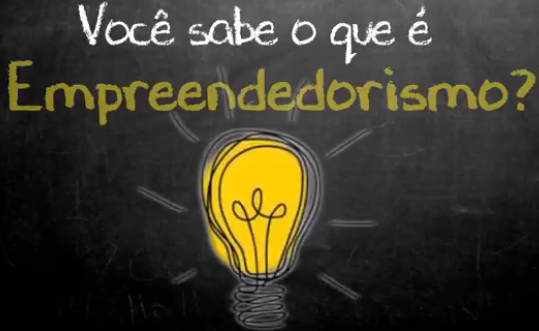 Você sabe o que é
Empreendedorismo?